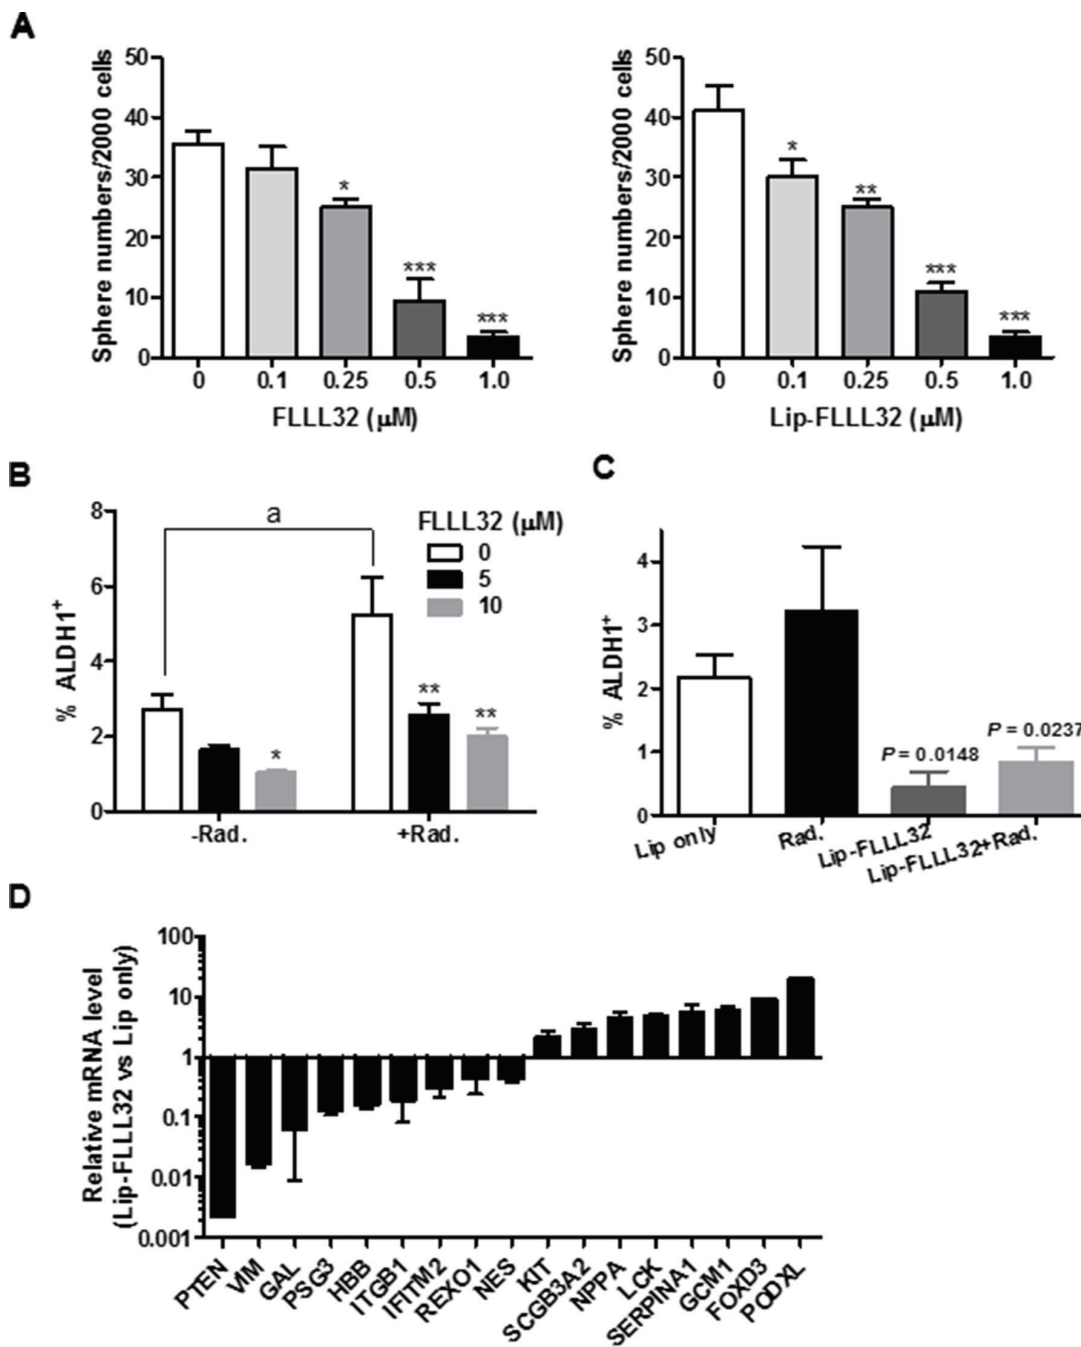 A
Sphere numbers/2000 cells
50
40
30
20
10
0
*
***
***
0 0.1 0.25 0.5 1.0
FLLL32 (μM)
Sphere numbers/2000 cells
50
40
30
20
10
0
*
**
***
***
0 0.1 0.25 0.5 1.0
Lip-FLLL32 (μM)
B
% ALDH1+
8
6
4
2
0
a
FLLL32 (μM)
0
5
10
*
**
**
-Rad. +Rad.
C
% ALDH1+
4
3
2
1
0
P = 0.0148
P = 0.0237
Lip only
Rad.
Lip-FLLL32
Lip-FLLL32+Rad.
D
Relative mRNA level
(Lip-FLLL32 vs Lip only)
100
10
1
0.1
0.01
0.001
PTEN
VIM
GAL
PSG3
HBB
ITGB1
IFITM2
REXO1
NES
KIT
SCGB3A2
NPPA
LCK
SERPINA1
GCM1
FOXD3
PODXL